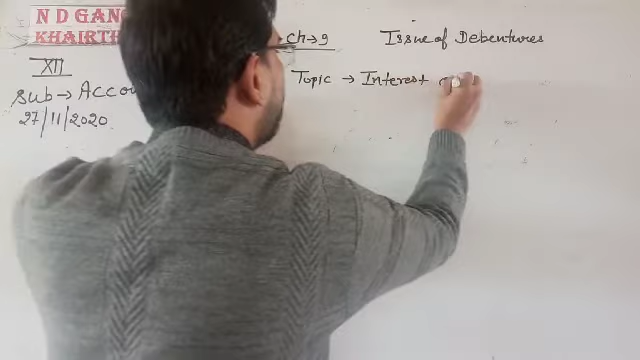 N D GANG
KHAIRTH
XII
Sub → Accou
27/11/2020
Ch → 9
Issue of Debentures
Topic → Interest